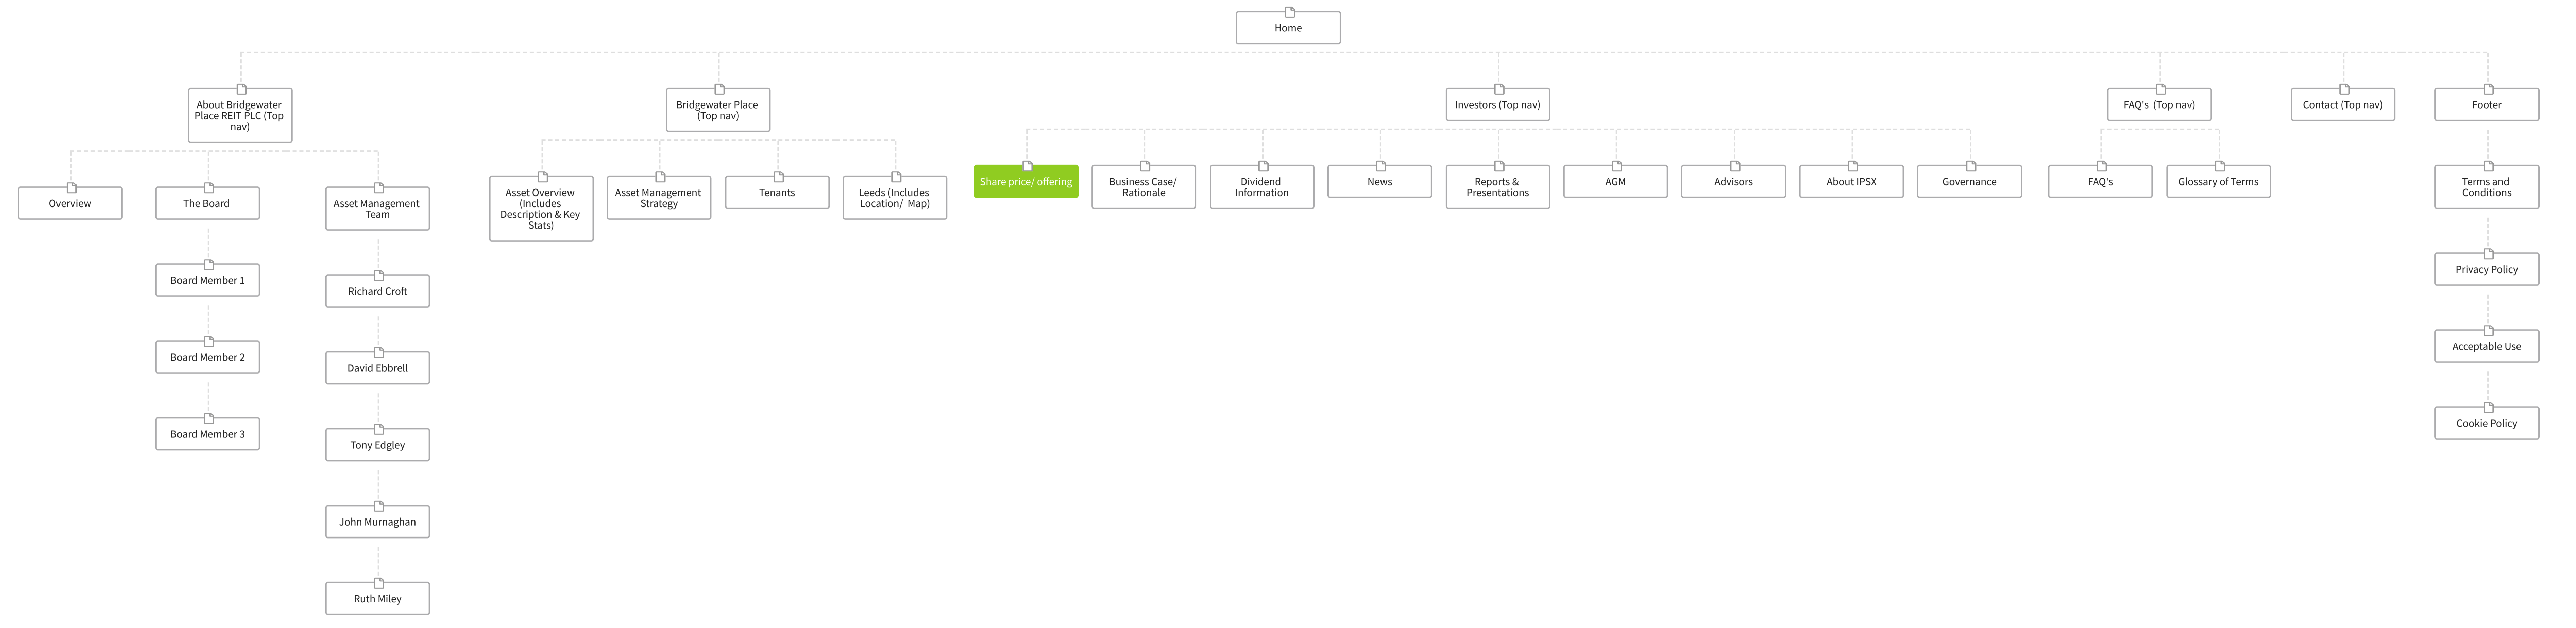 Home
About Bridgewater
Place REIT PLC (Top
nav)
Bridgewater Place
(Top nav)
Investors (Top nav)
FAQ's  (Top nav)
Contact (Top nav)
Footer
Overview
The Board
Asset Management
Team
Asset Overview
(Includes
Description & Key
Stats)
Asset Management
Strategy
Tenants
Leeds (Includes
Location/  Map)
Share price/ offering
Business Case/
Rationale
Dividend
Information
News
Reports &
Presentations
AGM
Advisors
About IPSX
Governance
FAQ's
Glossary of Terms
Terms and
Conditions
Board Member 1
Richard Croft
Privacy Policy
Board Member 2
David Ebbrell
Acceptable Use
Board Member 3
Tony Edgley
Cookie Policy
John Murnaghan
Ruth Miley